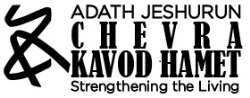 ADATH JESHURUN
CHEVRA
KAVOD HAMET
Strengthening the Living